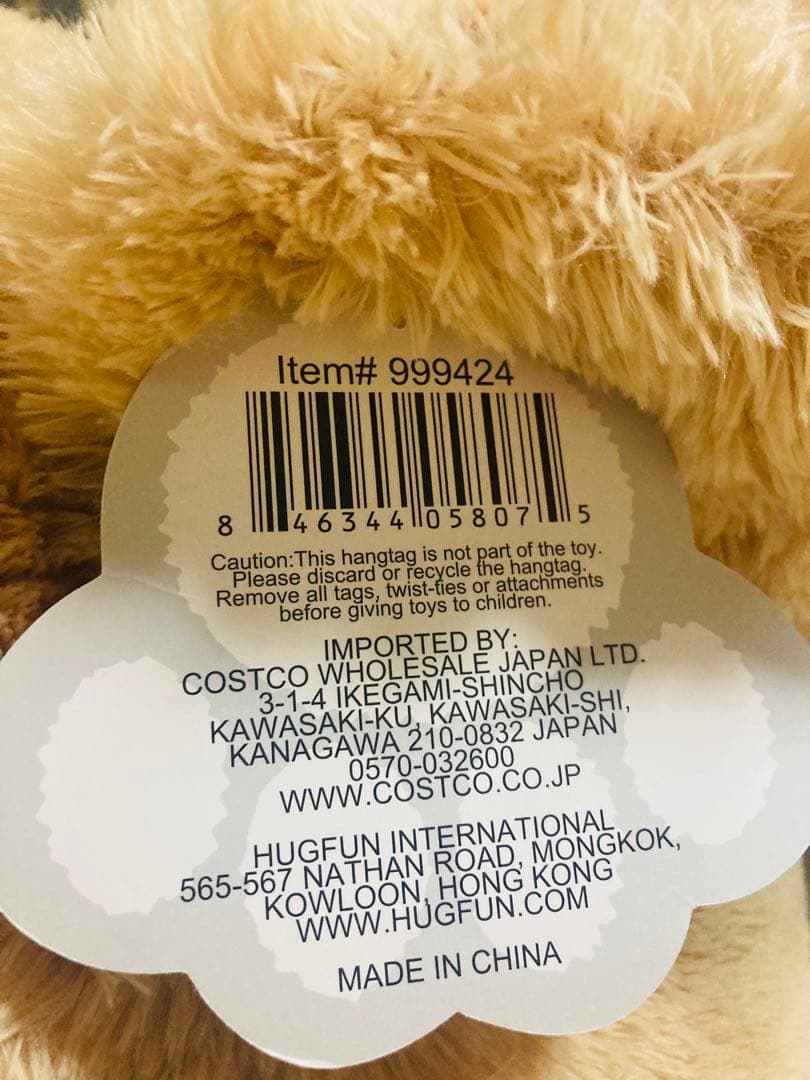 Item# 999424
8 46344 05807 5
Caution:This hangtag is not part of the toy.
Please discard or recycle the hangtag.
Remove all tags, twist-ties or attachments
before giving toys to children.
IMPORTED BY:
COSTCO WHOLESALE JAPAN LTD.
3-1-4 IKEGAMI-SHINCHO
KAWASAKI-KU, KAWASAKI-SHI,
KANAGAWA 210-0832 JAPAN
0570-032600
WWW.COSTCO.CO.JP
HUGFUN INTERNATIONAL
565-567 NATHAN ROAD, MONGKOK,
KOWLOON, HONG KONG
WWW.HUGFUN.COM
MADE IN CHINA